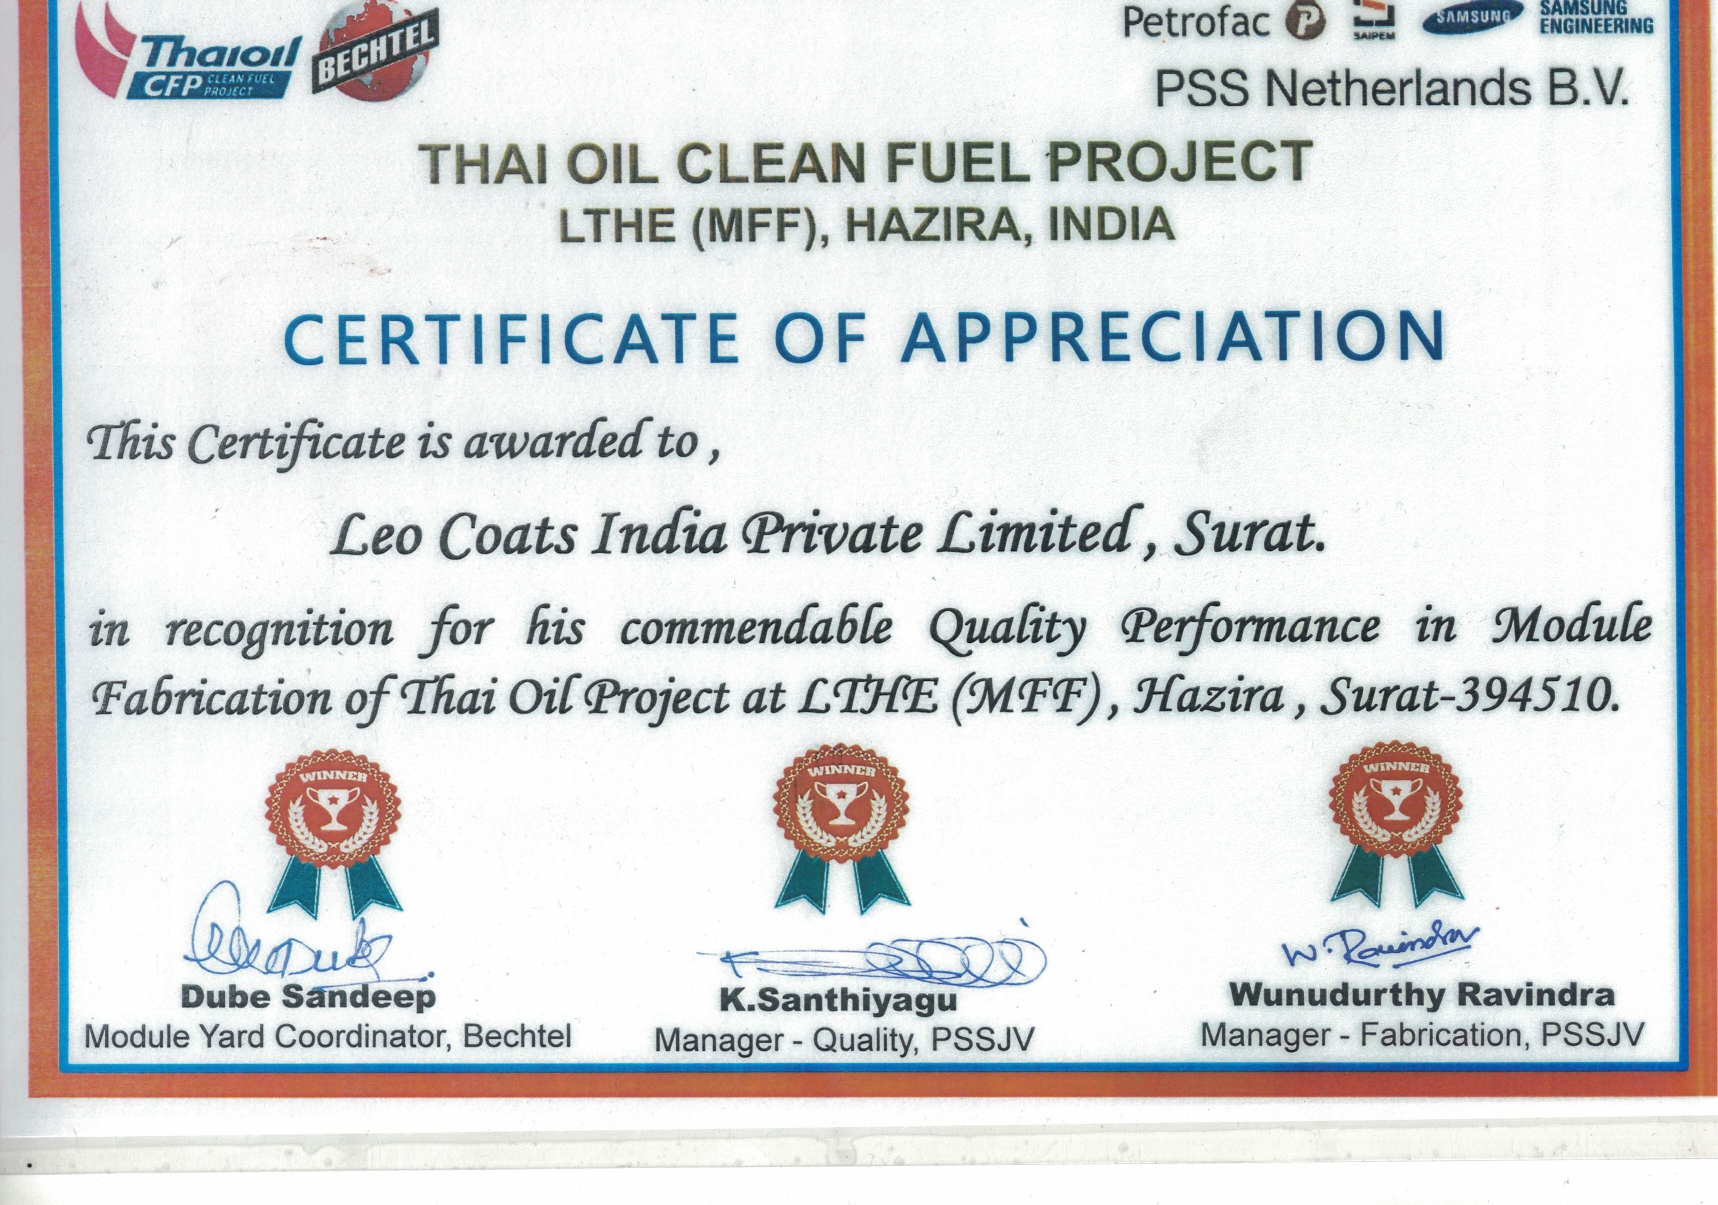 Thaioil
CFP CLEAN FUEL PROJECT
BECHTEL
Petrofac
SAIPEM
SAMSUNG
SAMSUNG ENGINEERING
PSS Netherlands B.V.
THAI OIL CLEAN FUEL PROJECT
LTHE (MFF), HAZIRA, INDIA
CERTIFICATE OF APPRECIATION
This Certificate is awarded to ,
Leo Coats India Private Limited , Surat.
in recognition for his commendable Quality Performance in Module
Fabrication of Thai Oil Project at LTHE (MFF) , Hazira , Surat-394510.
WINNER WINNER WINNER
W. Ravindra
Dube Sandeep
Module Yard Coordinator, Bechtel
K.Santhiyagu
Manager - Quality, PSSJV
Wunudurthy Ravindra
Manager - Fabrication, PSSJV